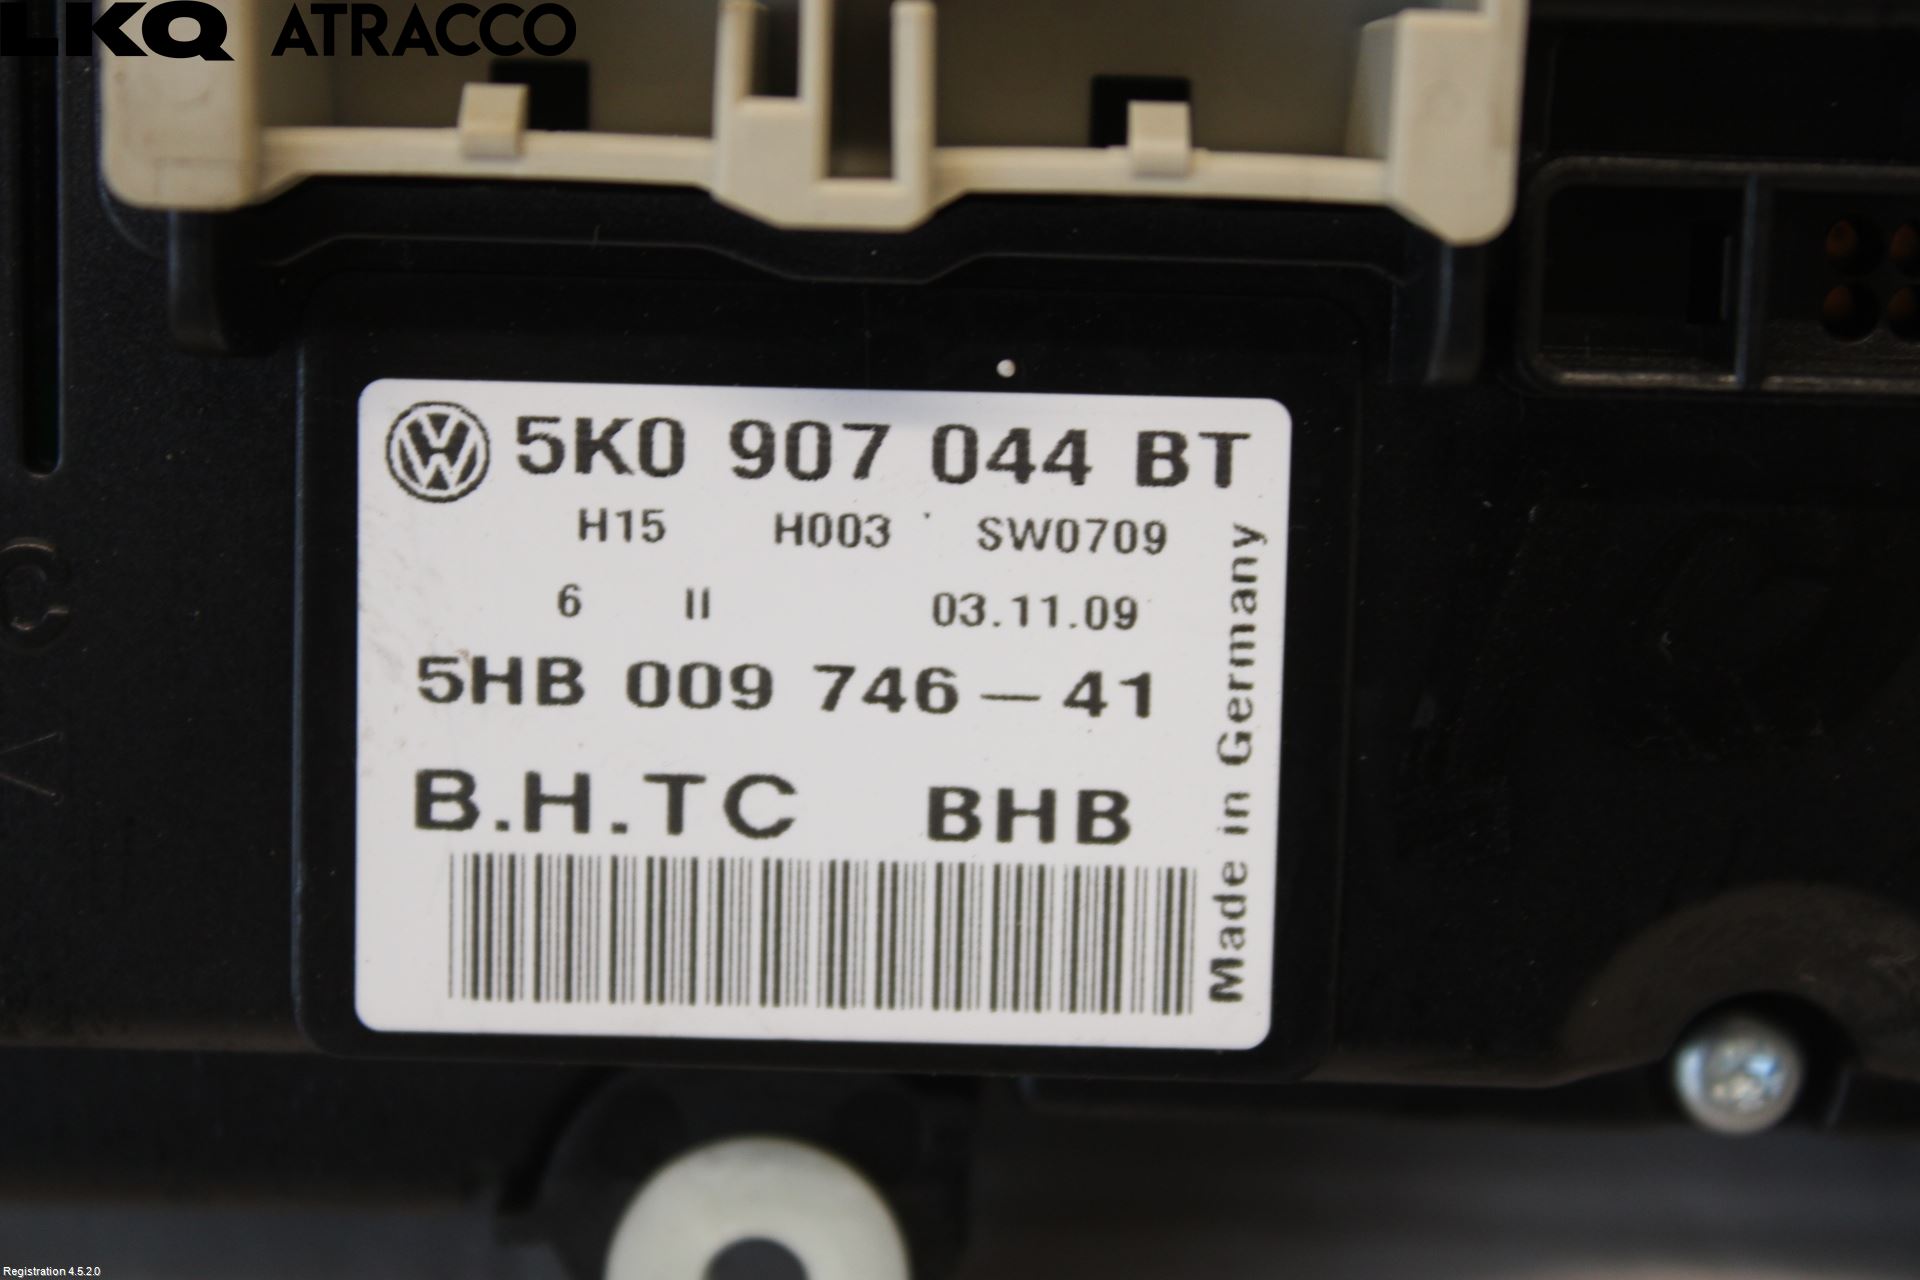 LKQ ATRACCO
5K0 907 044 BT
H15 H003 SW0709
6 II 03.11.09
5HB 009 746-41
B.H.TC BHB
Made in Germany
Registration 4.5.2.0